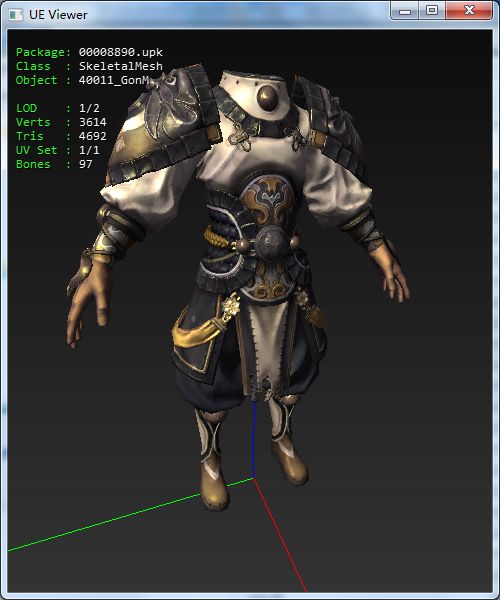 UE Viewer
Package: 00008890.upk
Class : SkeletalMesh
Object : 40011_GonM
LOD : 1/2
Verts : 3614
Tris : 4692
UV Set : 1/1
Bones : 97